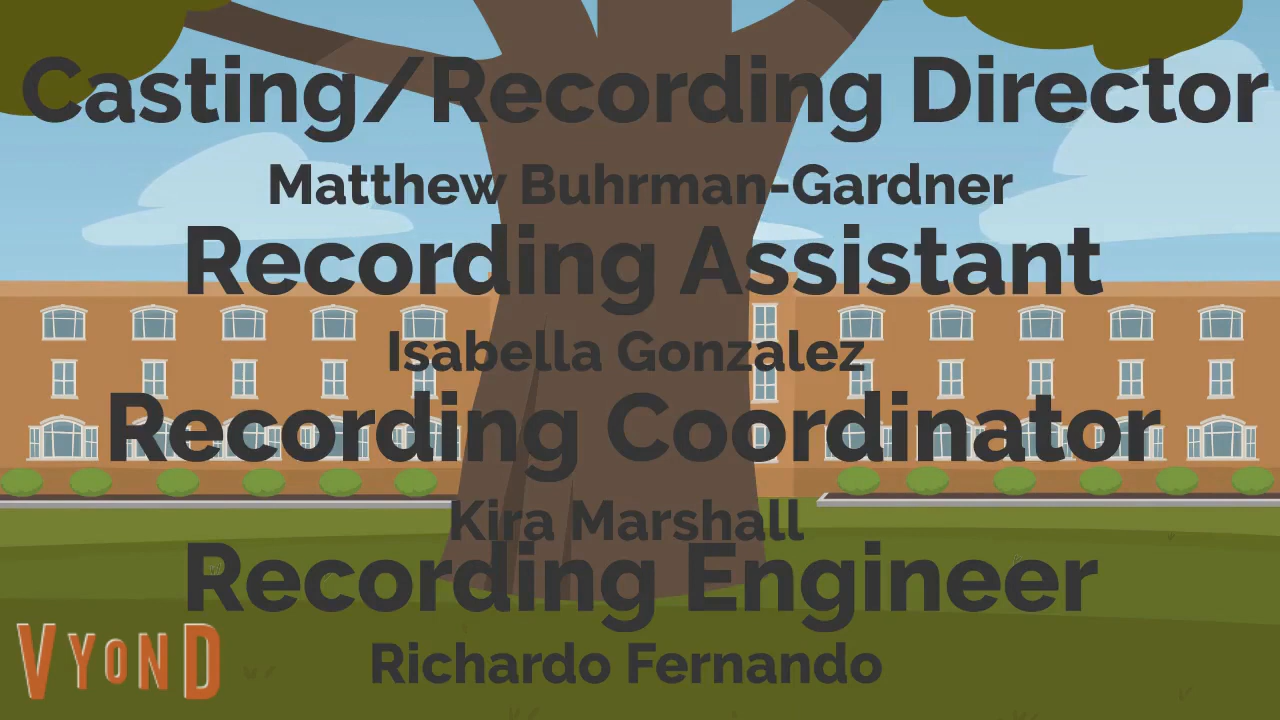 Casting/Recording Director
Matthew Buhrman-Gardner
Recording Assistant
Isabella Gonzalez
Recording Coordinator
Kira Marshall
Recording Engineer
Richardo Fernando
VYOND